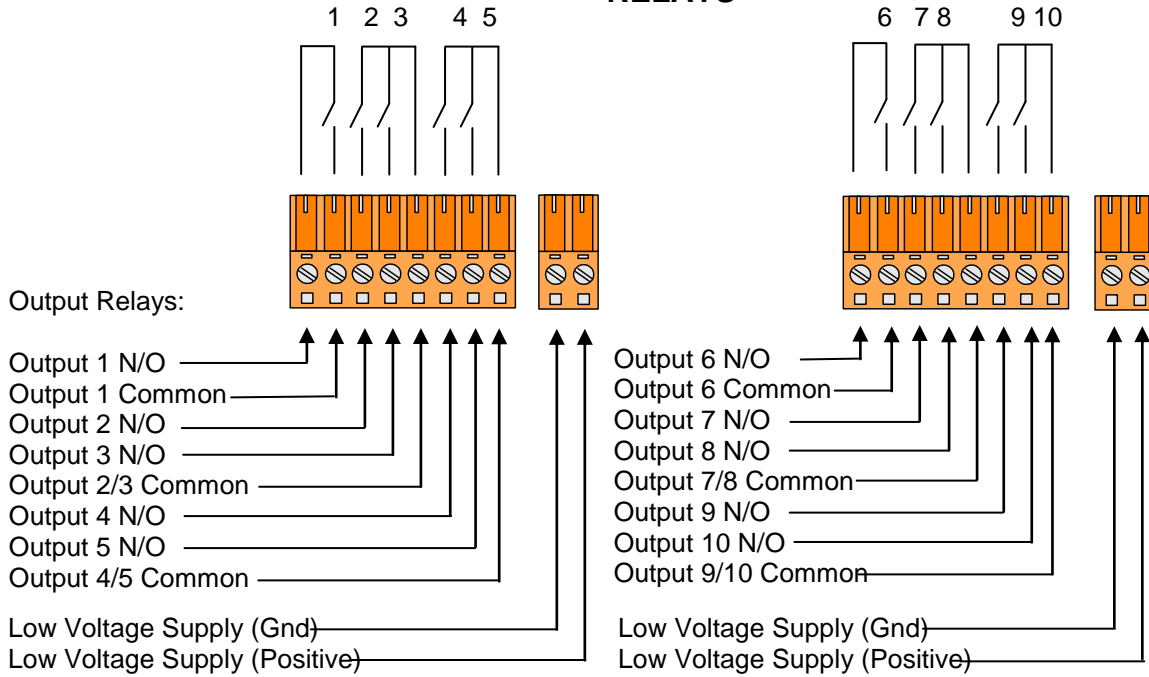 1 2 3 4 5
6 7 8 9 10
Output Relays:
Output 1 N/O
Output 1 Common
Output 2 N/O
Output 3 N/O
Output 2/3 Common
Output 4 N/O
Output 5 N/O
Output 4/5 Common
Low Voltage Supply (Gnd)
Low Voltage Supply (Positive)
Output 6 N/O
Output 6 Common
Output 7 N/O
Output 8 N/O
Output 7/8 Common
Output 9 N/O
Output 10 N/O
Output 9/10 Common
Low Voltage Supply (Gnd)
Low Voltage Supply (Positive)